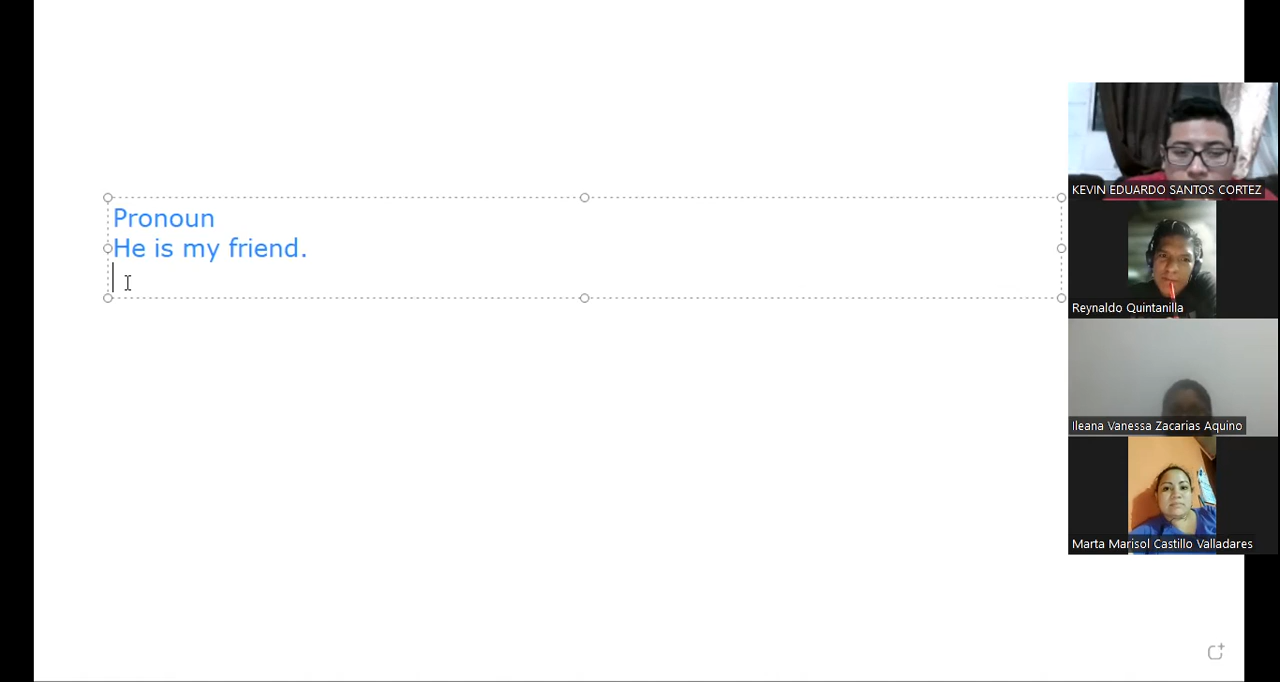 Pronoun
He is my friend.
KEVIN EDUARDO SANTOS CORTEZ
Reynaldo Quintanilla
Ileana Vanessa Zacarias Aquino
Marta Marisol Castillo Valladares